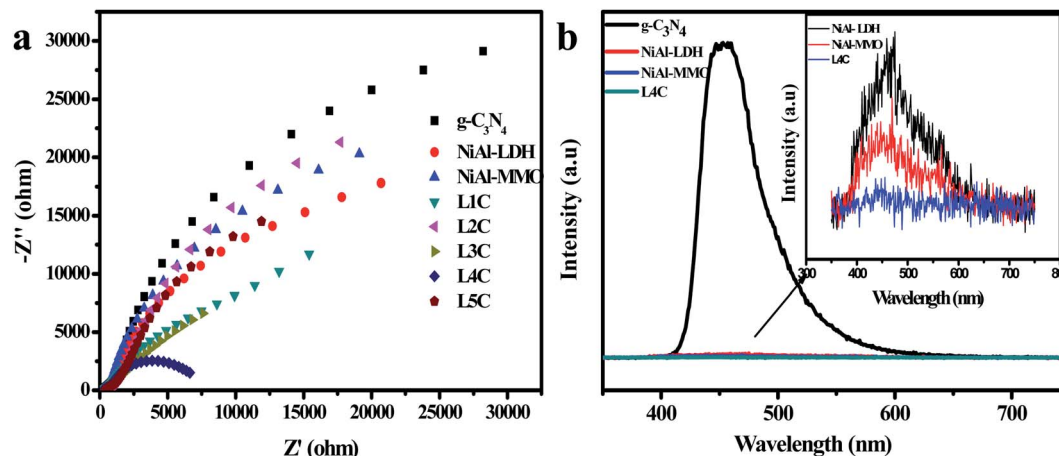 a
30000
25000
20000
15000
10000
5000
0
-Z'' (ohm)
g-C₃N₄
NiAl-LDH
NiAl-MMO
L1C
L2C
L3C
L4C
L5C
0 5000 10000 15000 20000 25000 30000
Z' (ohm)
b
g-C₃N₄
NiAl-LDH
NiAl-MMO
L4C
Intensity (a.u)
400 500 600 700
Wavelength (nm)
NiAl- LDH
NiAl-MMO
L4C
Intensity (a.u)
300 400 500 600 700 80
Wavelength (nm)